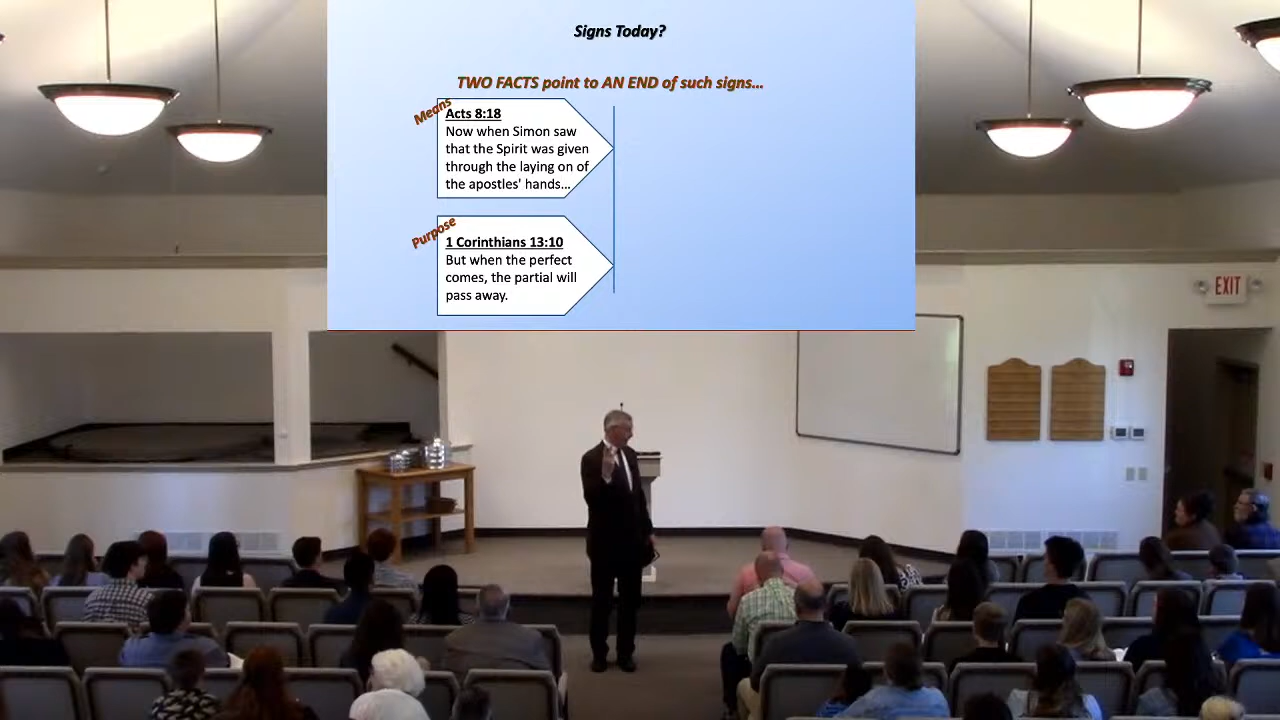 Signs Today?
TWO FACTS point to AN END of such signs...
Means
Acts 8:18
Now when Simon saw
that the Spirit was given
through the laying on of
the apostles' hands...
Purpose
1 Corinthians 13:10
But when the perfect
comes, the partial will
pass away.
EXIT